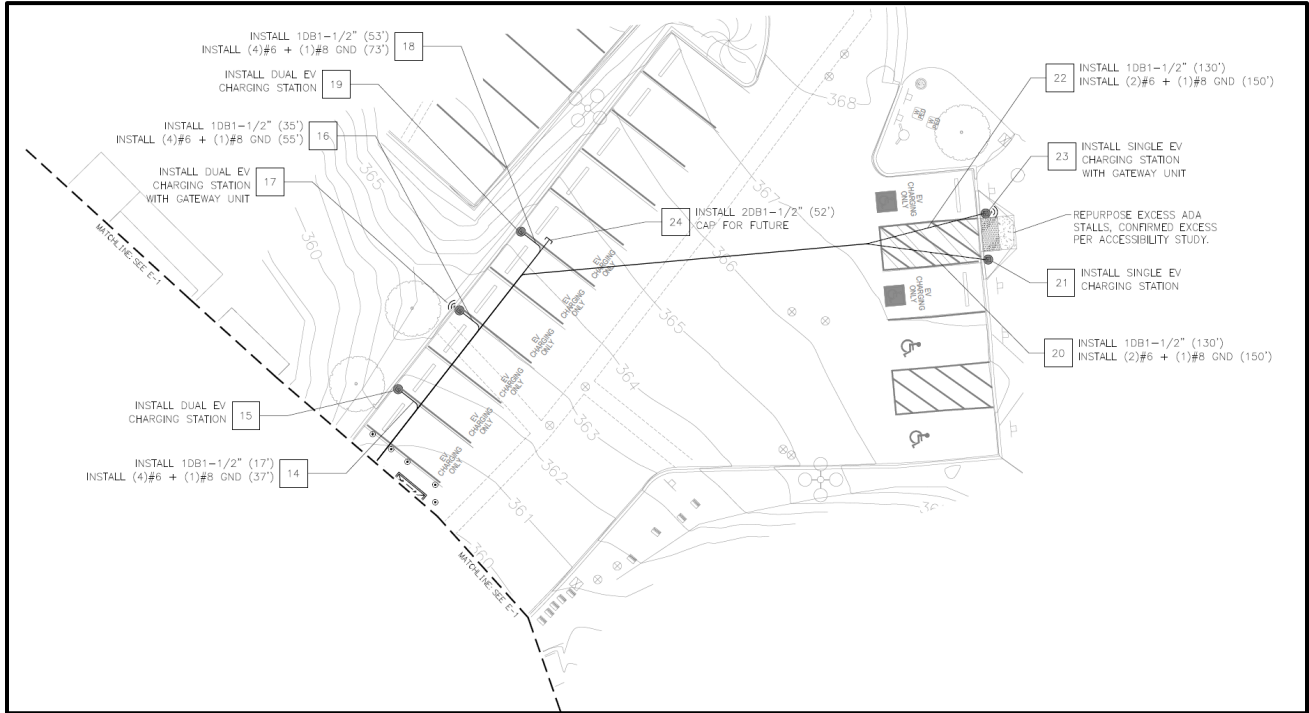 INSTALL 1DB1-1/2" (53')
INSTALL (4)#6 + (1)#8 GND (73')
18
INSTALL DUAL EV
CHARGING STATION
19
INSTALL 1DB1-1/2" (35')
INSTALL (4)#6 + (1)#8 GND (55')
16
INSTALL DUAL EV
CHARGING STATION
WITH GATEWAY UNIT
17
INSTALL DUAL EV
CHARGING STATION
15
INSTALL 1DB1-1/2" (17')
INSTALL (4)#6 + (1)#8 GND (37')
14
24
INSTALL 2DB1-1/2" (52')
CAP FOR FUTURE
22
INSTALL 1DB1-1/2" (130')
INSTALL (2)#6 + (1)#8 GND (150')
23
INSTALL SINGLE EV
CHARGING STATION
WITH GATEWAY UNIT
REPURPOSE EXCESS ADA
STALLS, CONFIRMED EXCESS
PER ACCESSIBILITY STUDY.
21
INSTALL SINGLE EV
CHARGING STATION
20
INSTALL 1DB1-1/2" (130')
INSTALL (2)#6 + (1)#8 GND (150')
MATCHLINE; SEE E-1
MATCHLINE; SEE E-1
EV
CHARGING
ONLY
EV
CHARGING
ONLY
EV
CHARGING
ONLY
EV
CHARGING
ONLY
EV
CHARGING
ONLY
EV
CHARGING
ONLY
EV
CHARGING
ONLY
EV
CHARGING
ONLY
365
360
368
367
366
365
364
363
362
361
360